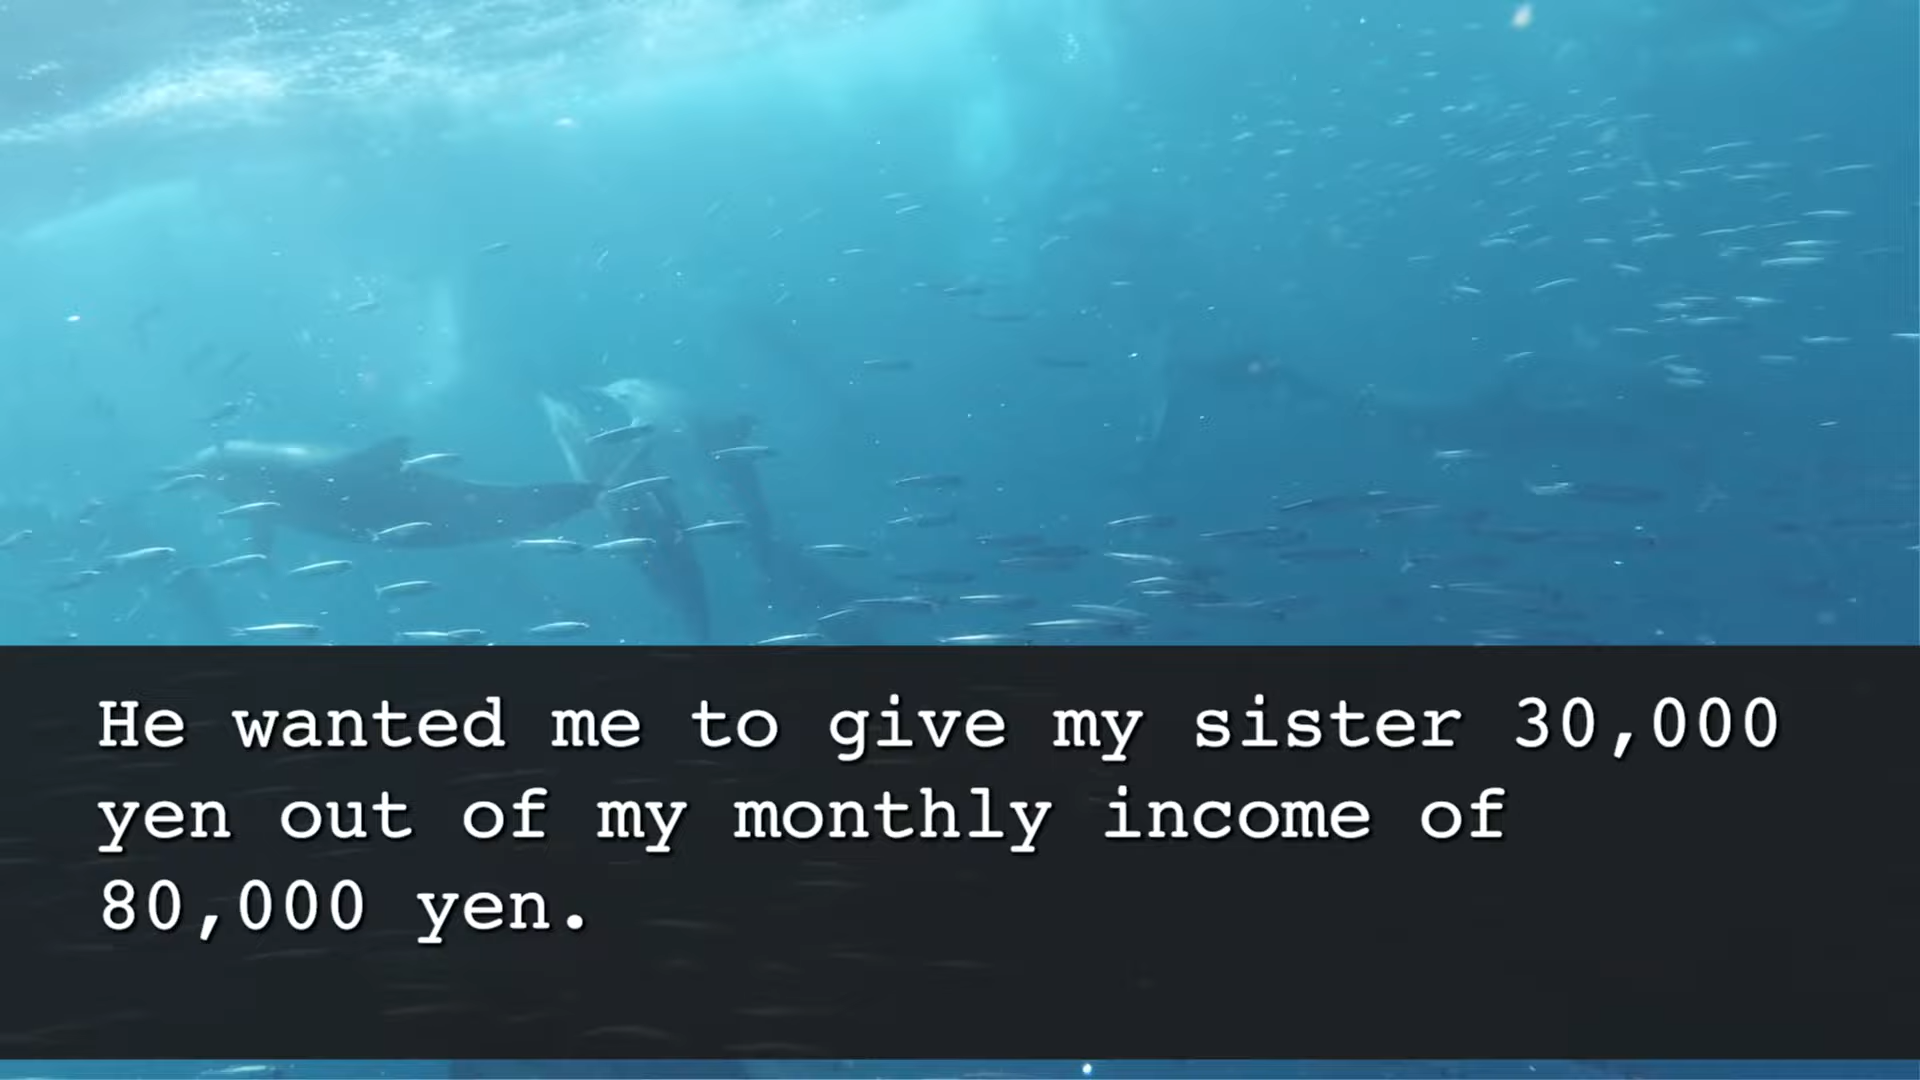 He wanted me to give my sister 30,000
yen out of my monthly income of
80,000 yen.